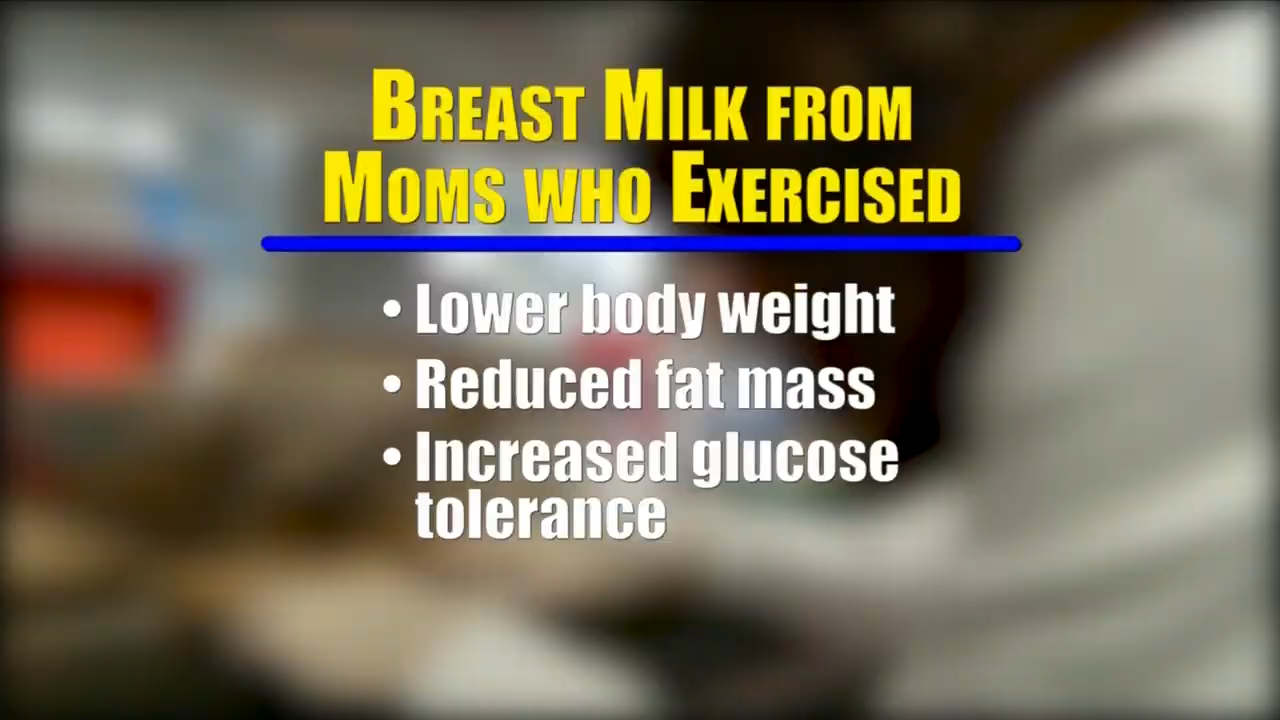 Breast Milk from
Moms who Exercised
• Lower body weight
• Reduced fat mass
• Increased glucose
tolerance